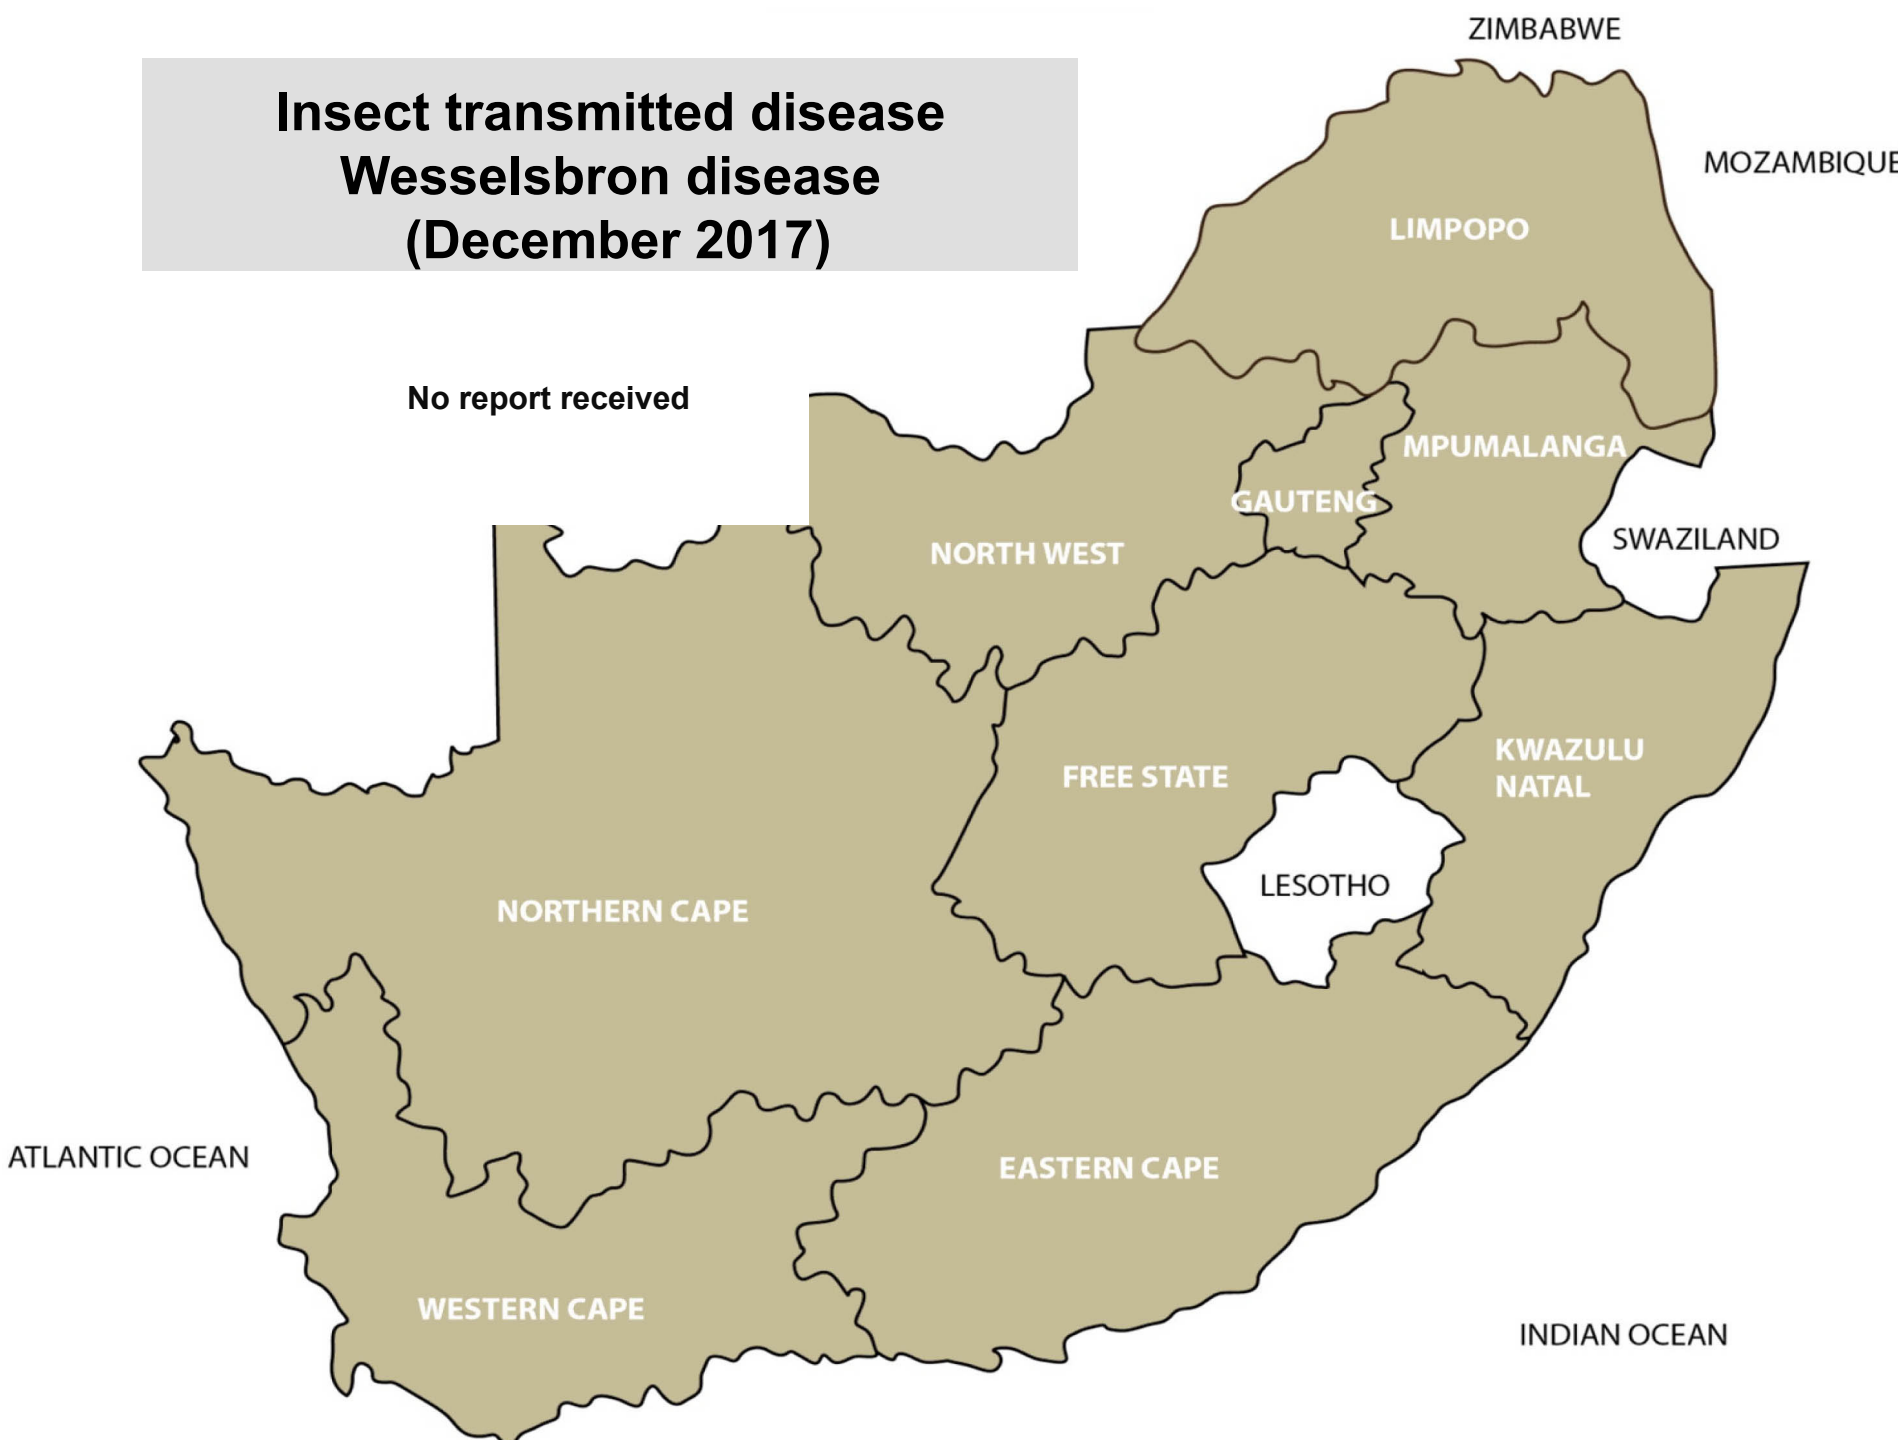 ZIMBABWE
Insect transmitted disease
Wesselsbron disease
(December 2017)
MOZAMBIQUE
LIMPOPO
No report received
MPUMALANGA
GAUTENG
SWAZILAND
NORTH WEST
KWAZULU
NATAL
FREE STATE
LESOTHO
NORTHERN CAPE
ATLANTIC OCEAN
EASTERN CAPE
WESTERN CAPE
INDIAN OCEAN